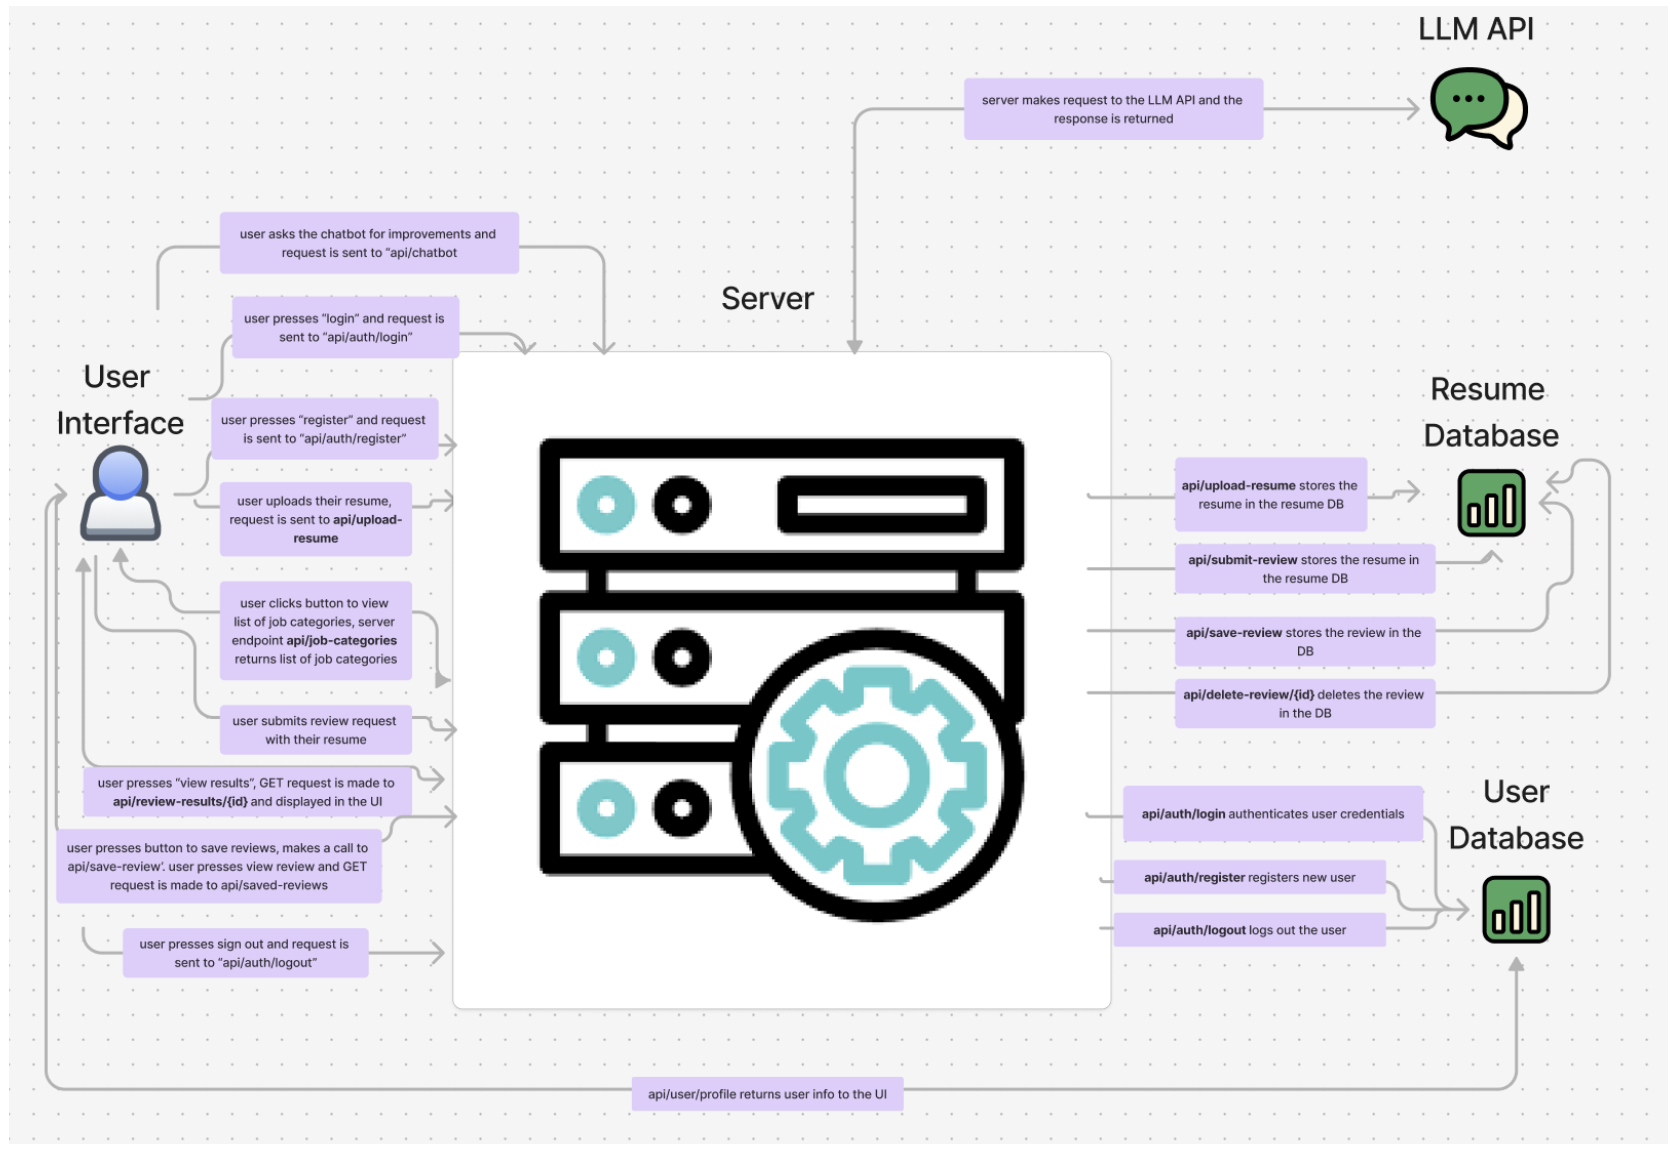 LLM API
server makes request to the LLM API and the
response is returned
user asks the chatbot for improvements and
request is sent to "api/chatbot
Server
user presses "login" and request is
sent to "api/auth/login"
User
Interface
user presses "register" and request
is sent to "api/auth/register"
user uploads their resume,
request is sent to api/upload-
resume
user clicks button to view
list of job categories, server
endpoint api/job-categories
returns list of job categories
user submits review request
with their resume
user presses "view results", GET request is made to
api/review-results/{id} and displayed in the UI
user presses button to save reviews, makes a call to
api/save-review'. user presses view review and GET
request is made to api/saved-reviews
user presses sign out and request is
sent to "api/auth/logout"
Resume
Database
api/upload-resume stores the
resume in the resume DB
api/submit-review stores the resume in
the resume DB
api/save-review stores the review in the
DB
api/delete-review/{id} deletes the review
in the DB
User
Database
api/auth/login authenticates user credentials
api/auth/register registers new user
api/auth/logout logs out the user
api/user/profile returns user info to the UI